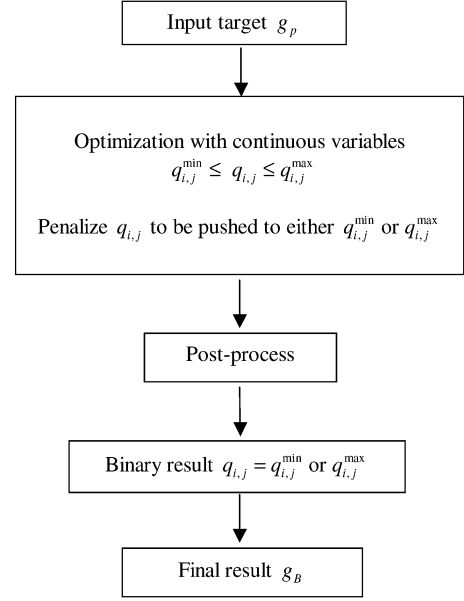 Input target g_p
Optimization with continuous variables
q_{i,j}^{min} ≤ q_{i,j} ≤ q_{i,j}^{max}
Penalize q_{i,j} to be pushed to either q_{i,j}^{min} or q_{i,j}^{max}
Post-process
Binary result q_{i,j} = q_{i,j}^{min} or q_{i,j}^{max}
Final result g_B